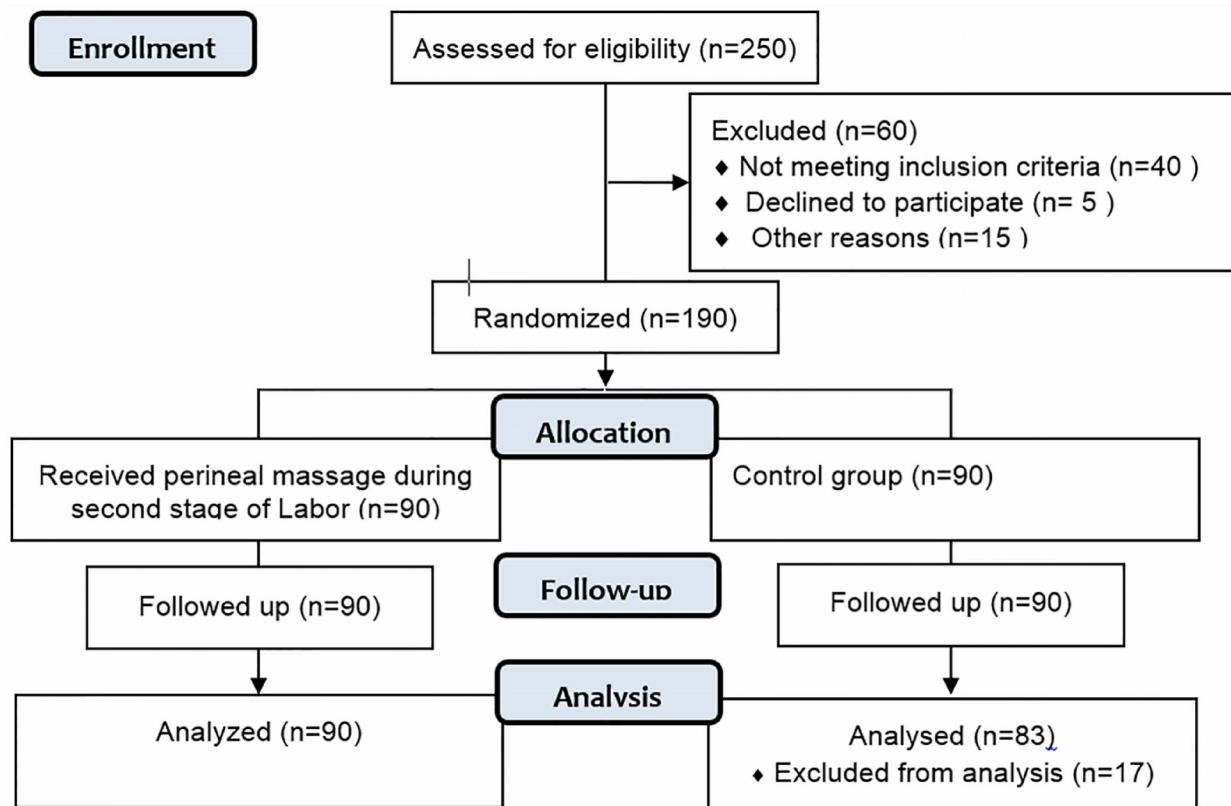 Enrollment
Assessed for eligibility (n=250)
Excluded (n=60)
♦ Not meeting inclusion criteria (n=40 )
♦ Declined to participate (n= 5 )
♦ Other reasons (n=15 )
Randomized (n=190)
Allocation
Received perineal massage during
second stage of Labor (n=90)
Control group (n=90)
Follow-up
Followed up (n=90)
Followed up (n=90)
Analysis
Analyzed (n=90)
Analysed (n=83)
♦ Excluded from analysis (n=17)